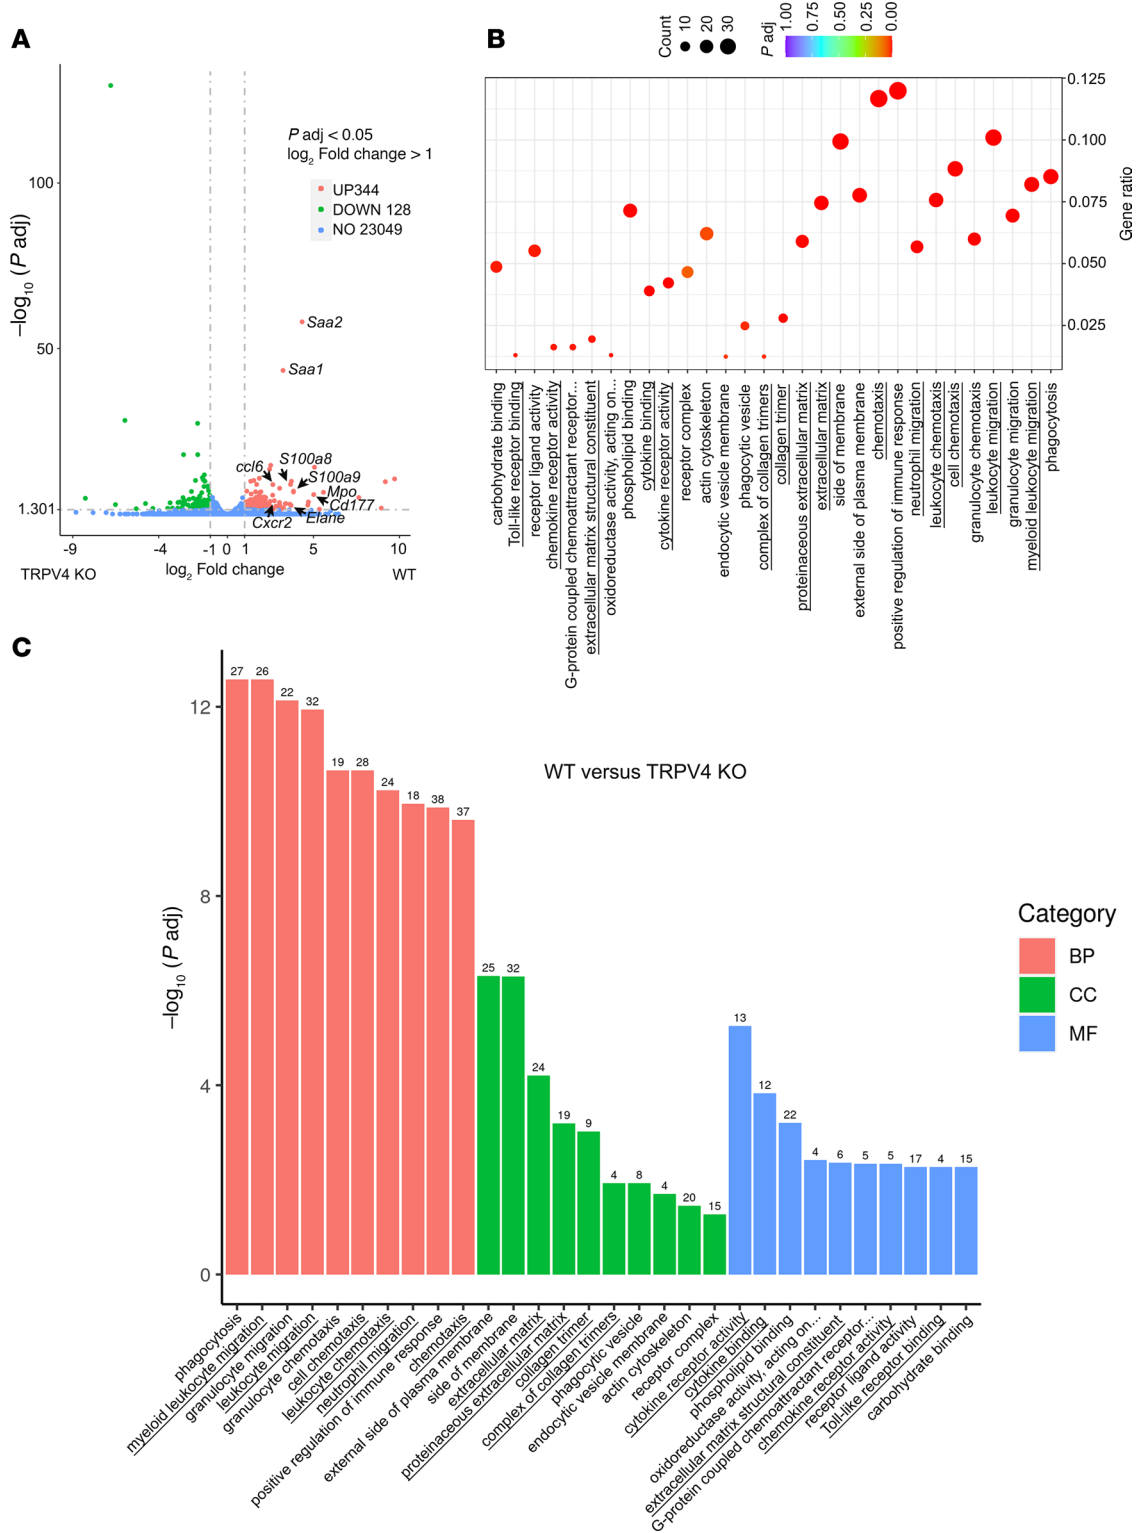 A
P adj < 0.05
log2 Fold change > 1
UP344
DOWN 128
NO 23049
Saa2
Saa1
ccl6
S100a8
S100a9
Mpo
Cd177
Elane
Cxcr2
100
50
1.301
−log10 (P adj)
-9
-4
-1
0
1
5
10
log2 Fold change
TRPV4 KO
WT
B
Count
10
20
30
P adj
1.00
0.75
0.50
0.25
0.00
0.125
0.100
0.075
0.050
0.025
Gene ratio
carbohydrate binding
Toll-like receptor binding
receptor ligand activity
chemokine receptor activity
G-protein coupled chemoattractant receptor...
extracellular matrix structural constituent
oxidoreductase activity, acting on...
phospholipid binding
cytokine binding
cytokine receptor activity
receptor complex
actin cytoskeleton
endocytic vesicle membrane
phagocytic vesicle
complex of collagen trimers
collagen trimer
proteinaceous extracellular matrix
extracellular matrix
side of membrane
external side of plasma membrane
chemotaxis
positive regulation of immune response
neutrophil migration
leukocyte chemotaxis
cell chemotaxis
granulocyte chemotaxis
leukocyte migration
granulocyte migration
myeloid leukocyte migration
phagocytosis
C
WT versus TRPV4 KO
−log10 (P adj)
12
8
4
0
27
26
22
32
19
28
24
18
38
37
25
32
24
19
9
4
8
4
20
15
13
12
22
4
6
5
5
17
4
15
Category
BP
CC
MF
phagocytosis
myeloid leukocyte migration
granulocyte migration
leukocyte migration
granulocyte chemotaxis
cell chemotaxis
leukocyte chemotaxis
neutrophil migration
positive regulation of immune response
chemotaxis
external side of plasma membrane
side of membrane
extracellular matrix
proteinaceous extracellular matrix
collagen trimer
complex of collagen trimers
phagocytic vesicle
endocytic vesicle membrane
actin cytoskeleton
receptor complex
cytokine receptor activity
cytokine binding
phospholipid binding
oxidoreductase activity, acting on...
extracellular matrix structural constituent
G-protein coupled chemoattractant receptor...
chemokine receptor activity
receptor ligand activity
Toll-like receptor binding
carbohydrate binding